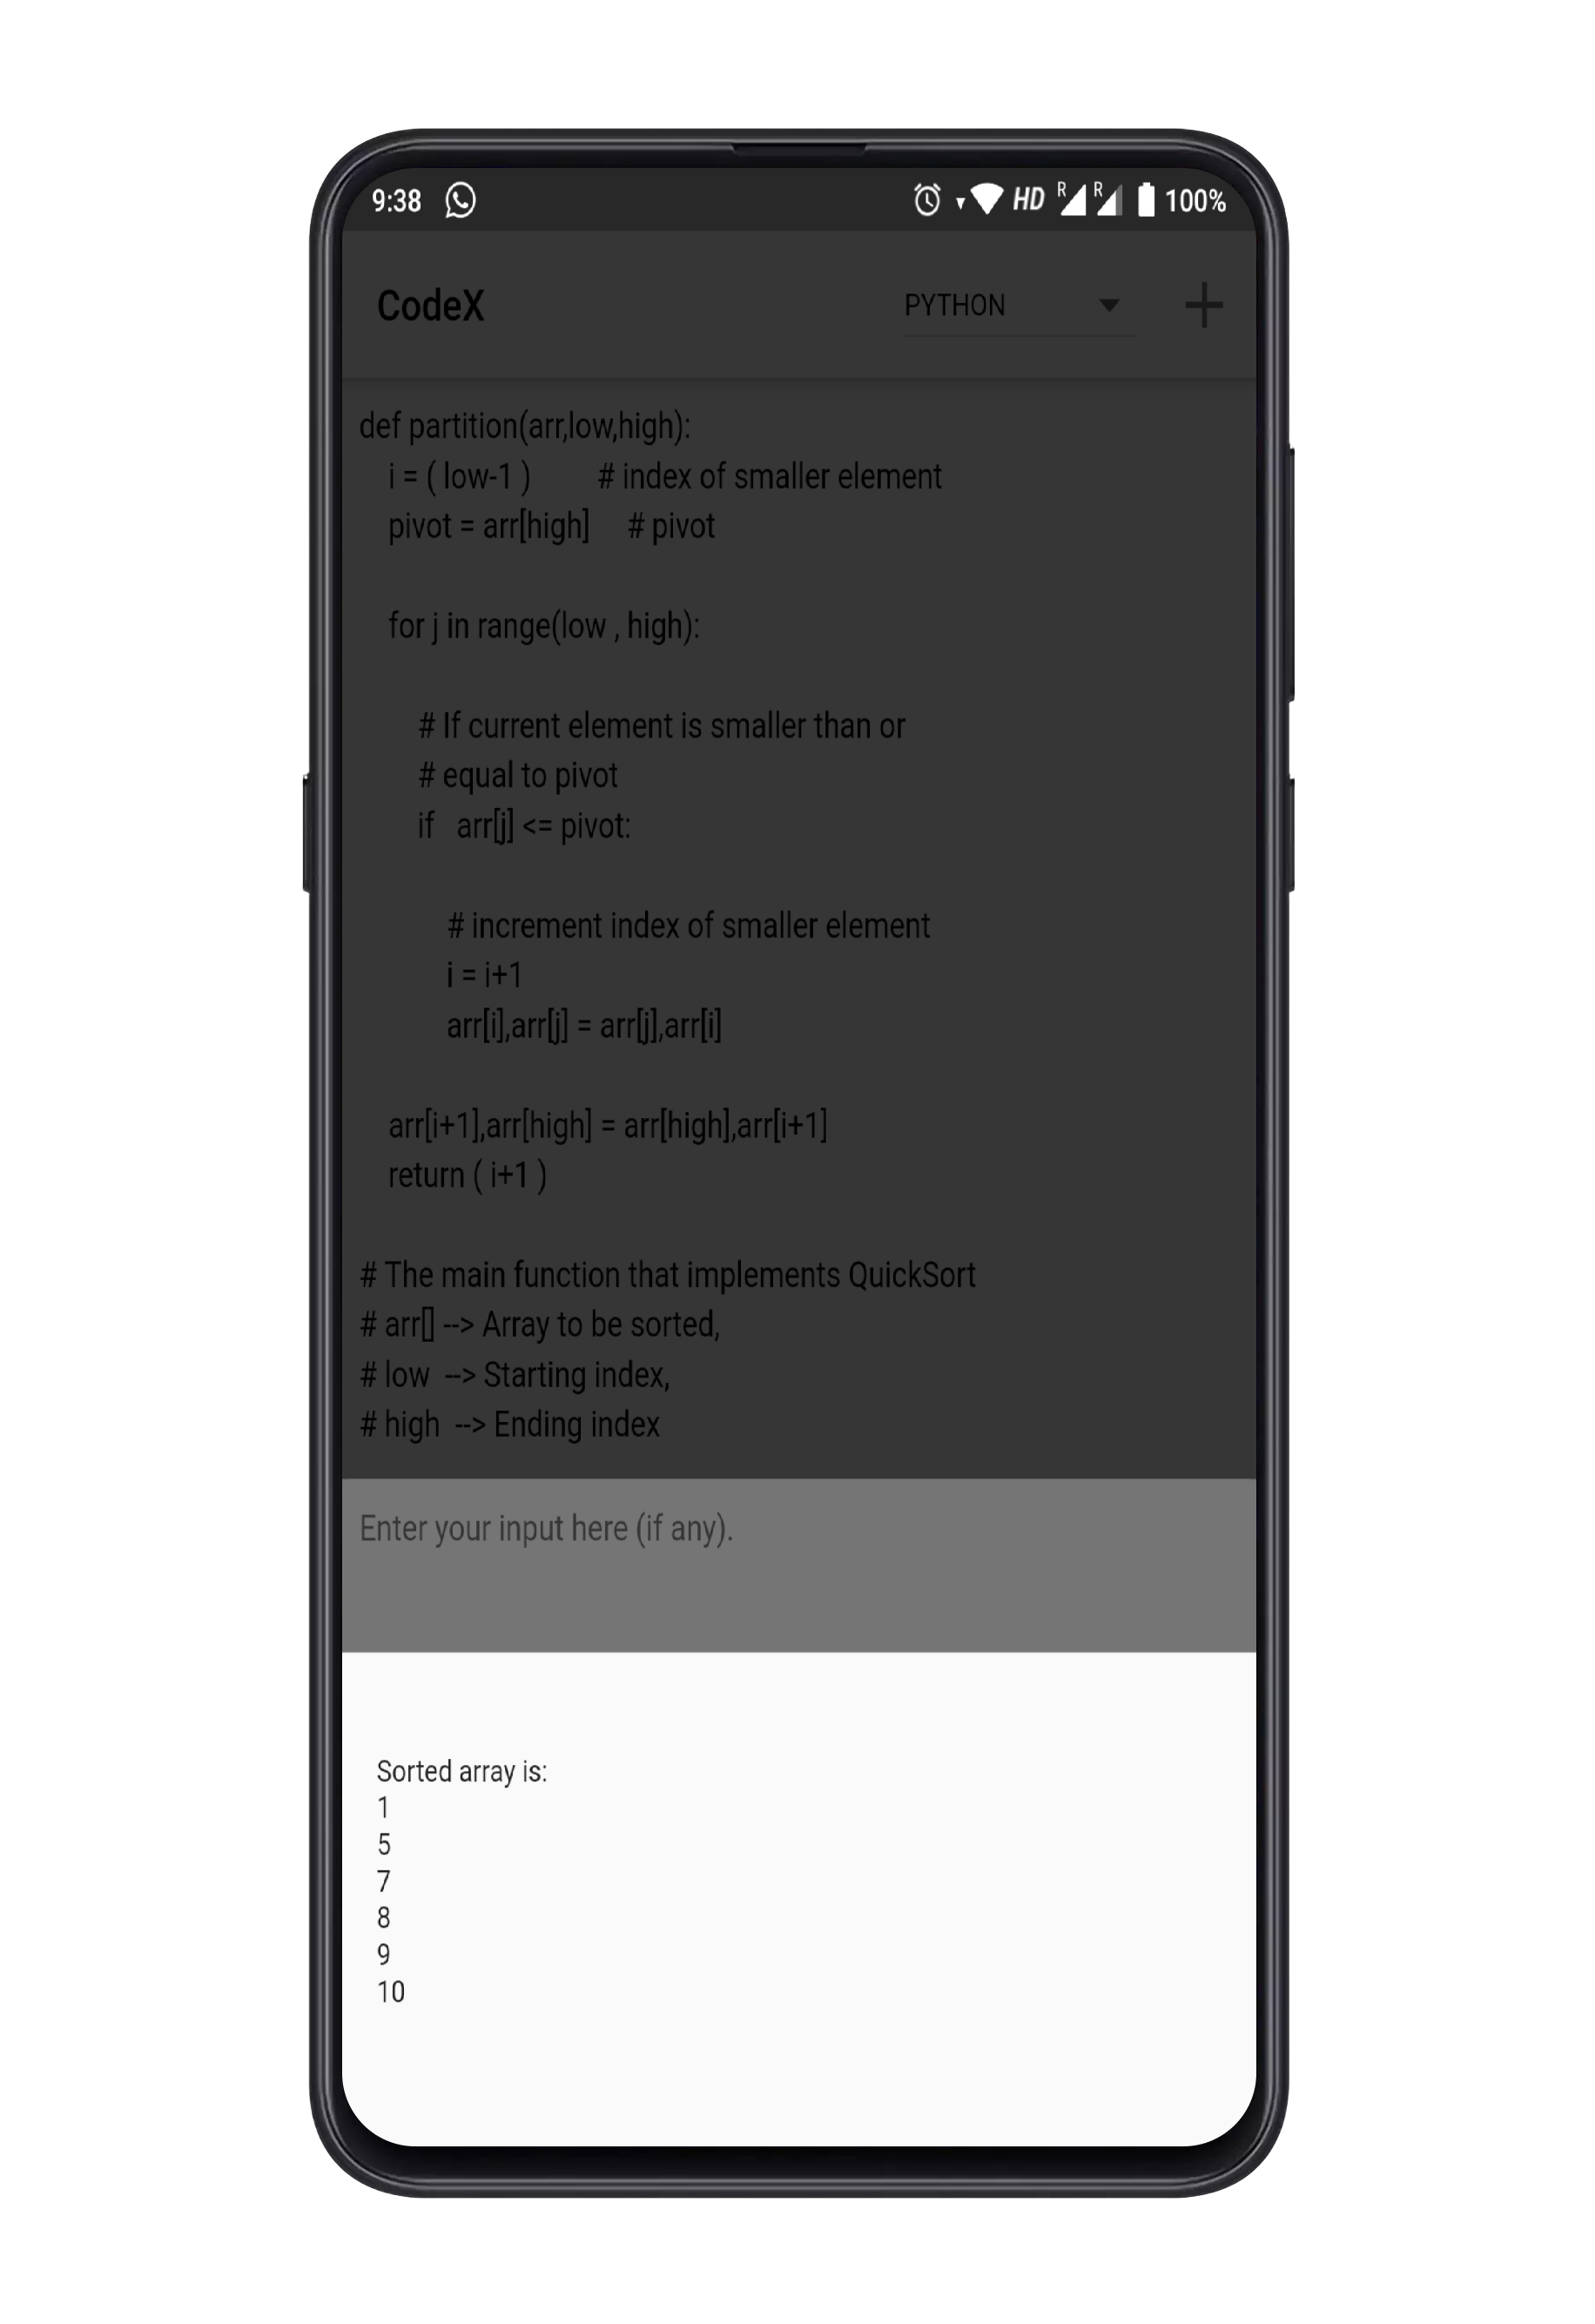 9:38 HD R R 100%
CodeX PYTHON
def partition(arr,low,high):
    i = ( low-1 )         # index of smaller element
    pivot = arr[high]     # pivot
    for j in range(low , high):
        # If current element is smaller than or
        # equal to pivot
        if   arr[j] <= pivot:
            # increment index of smaller element
            i = i+1
            arr[i],arr[j] = arr[j],arr[i]
    arr[i+1],arr[high] = arr[high],arr[i+1]
    return ( i+1 )
# The main function that implements QuickSort
# arr[] --> Array to be sorted,
# low  --> Starting index,
# high  --> Ending index
Enter your input here (if any).
Sorted array is:
1
5
7
8
9
10